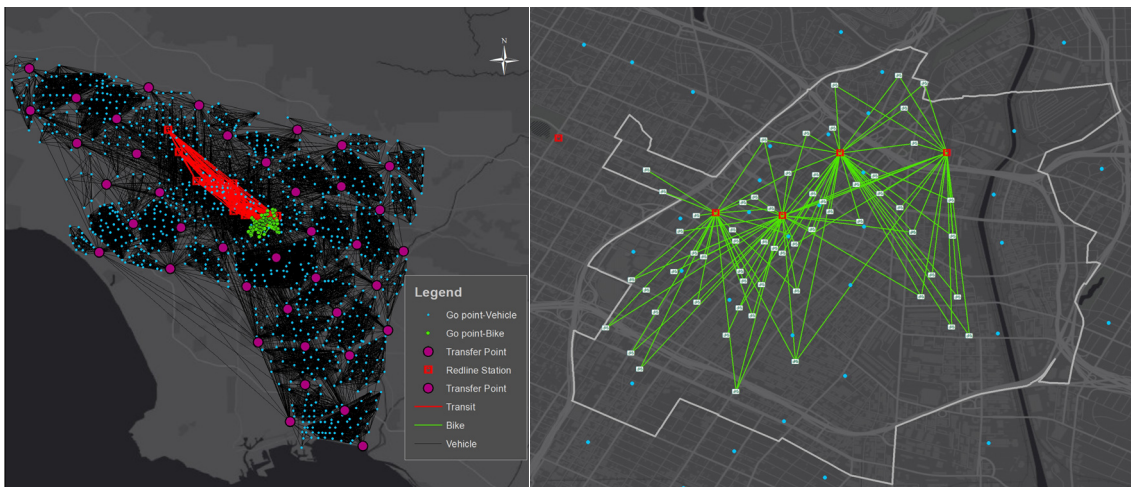 N
Legend
Go point-Vehicle
Go point-Bike
Transfer Point
Redline Station
Transfer Point
Transit
Bike
Vehicle